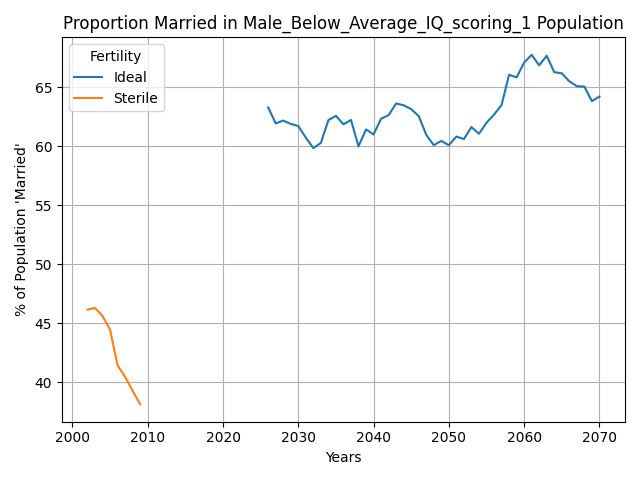 Proportion Married in Male_Below_Average_IQ_scoring_1 Population
Fertility
Ideal
Sterile
% of Population 'Married'
65
60
55
50
45
40
2000 2010 2020 2030 2040 2050 2060 2070
Years